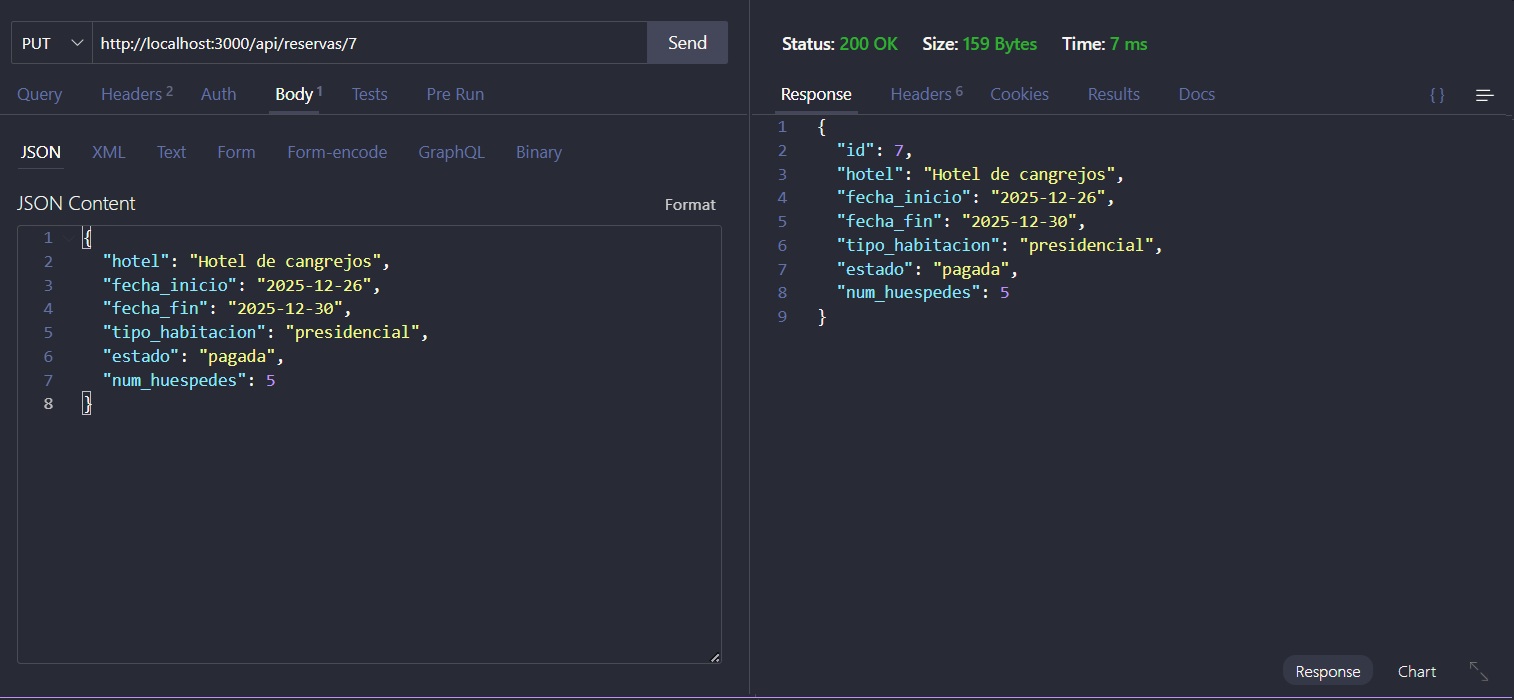 PUT http://localhost:3000/api/reservas/7 Send
Query Headers 2 Auth Body 1 Tests Pre Run
JSON XML Text Form Form-encode GraphQL Binary
JSON Content Format
1 {
2 "hotel": "Hotel de cangrejos",
3 "fecha_inicio": "2025-12-26",
4 "fecha_fin": "2025-12-30",
5 "tipo_habitacion": "presidencial",
6 "estado": "pagada",
7 "num_huespedes": 5
8 }
Status: 200 OK Size: 159 Bytes Time: 7 ms
Response Headers 6 Cookies Results Docs { }
1 {
2 "id": 7,
3 "hotel": "Hotel de cangrejos",
4 "fecha_inicio": "2025-12-26",
5 "fecha_fin": "2025-12-30",
6 "tipo_habitacion": "presidencial",
7 "estado": "pagada",
8 "num_huespedes": 5
9 }
Response Chart